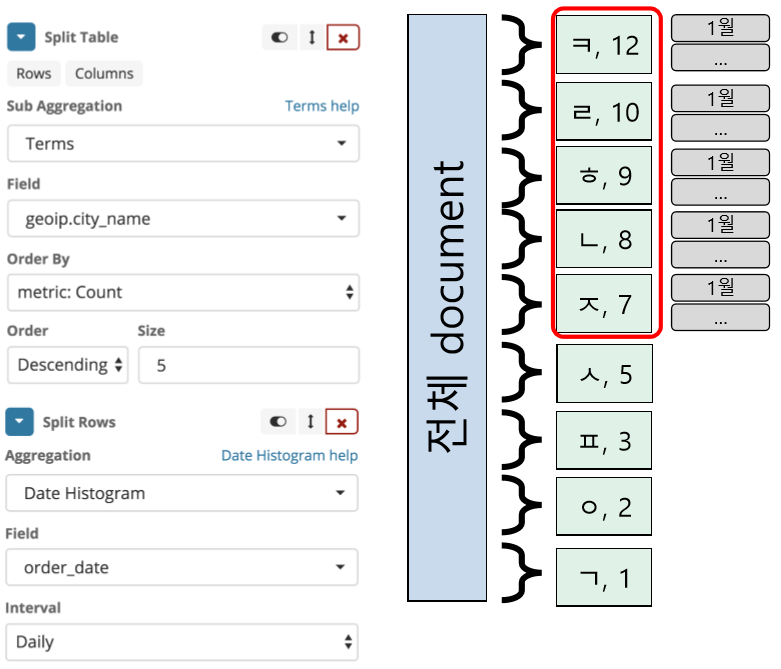 Split Table
Rows
Columns
Sub Aggregation
Terms help
Terms
Field
geoip.city_name
Order By
metric: Count
Order
Size
Descending
5
Split Rows
Aggregation
Date Histogram help
Date Histogram
Field
order_date
Interval
Daily
전체 document
ㅋ, 12
ㄹ, 10
ㅎ, 9
ㄴ, 8
ㅈ, 7
ㅅ, 5
ㅍ, 3
ㅇ, 2
ㄱ, 1
1월
...
1월
...
1월
...
1월
...
1월
...